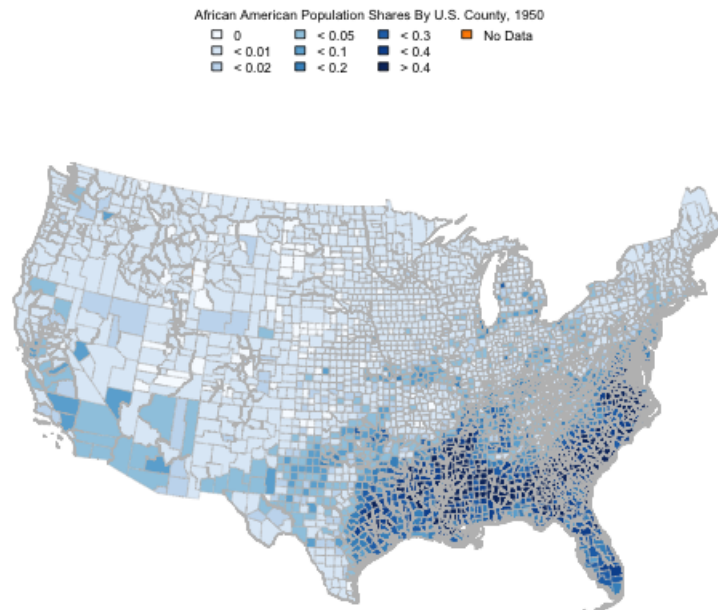 African American Population Shares By U.S. County, 1950
0 < 0.05 < 0.3 No Data
< 0.01 < 0.1 < 0.4
< 0.02 < 0.2 > 0.4